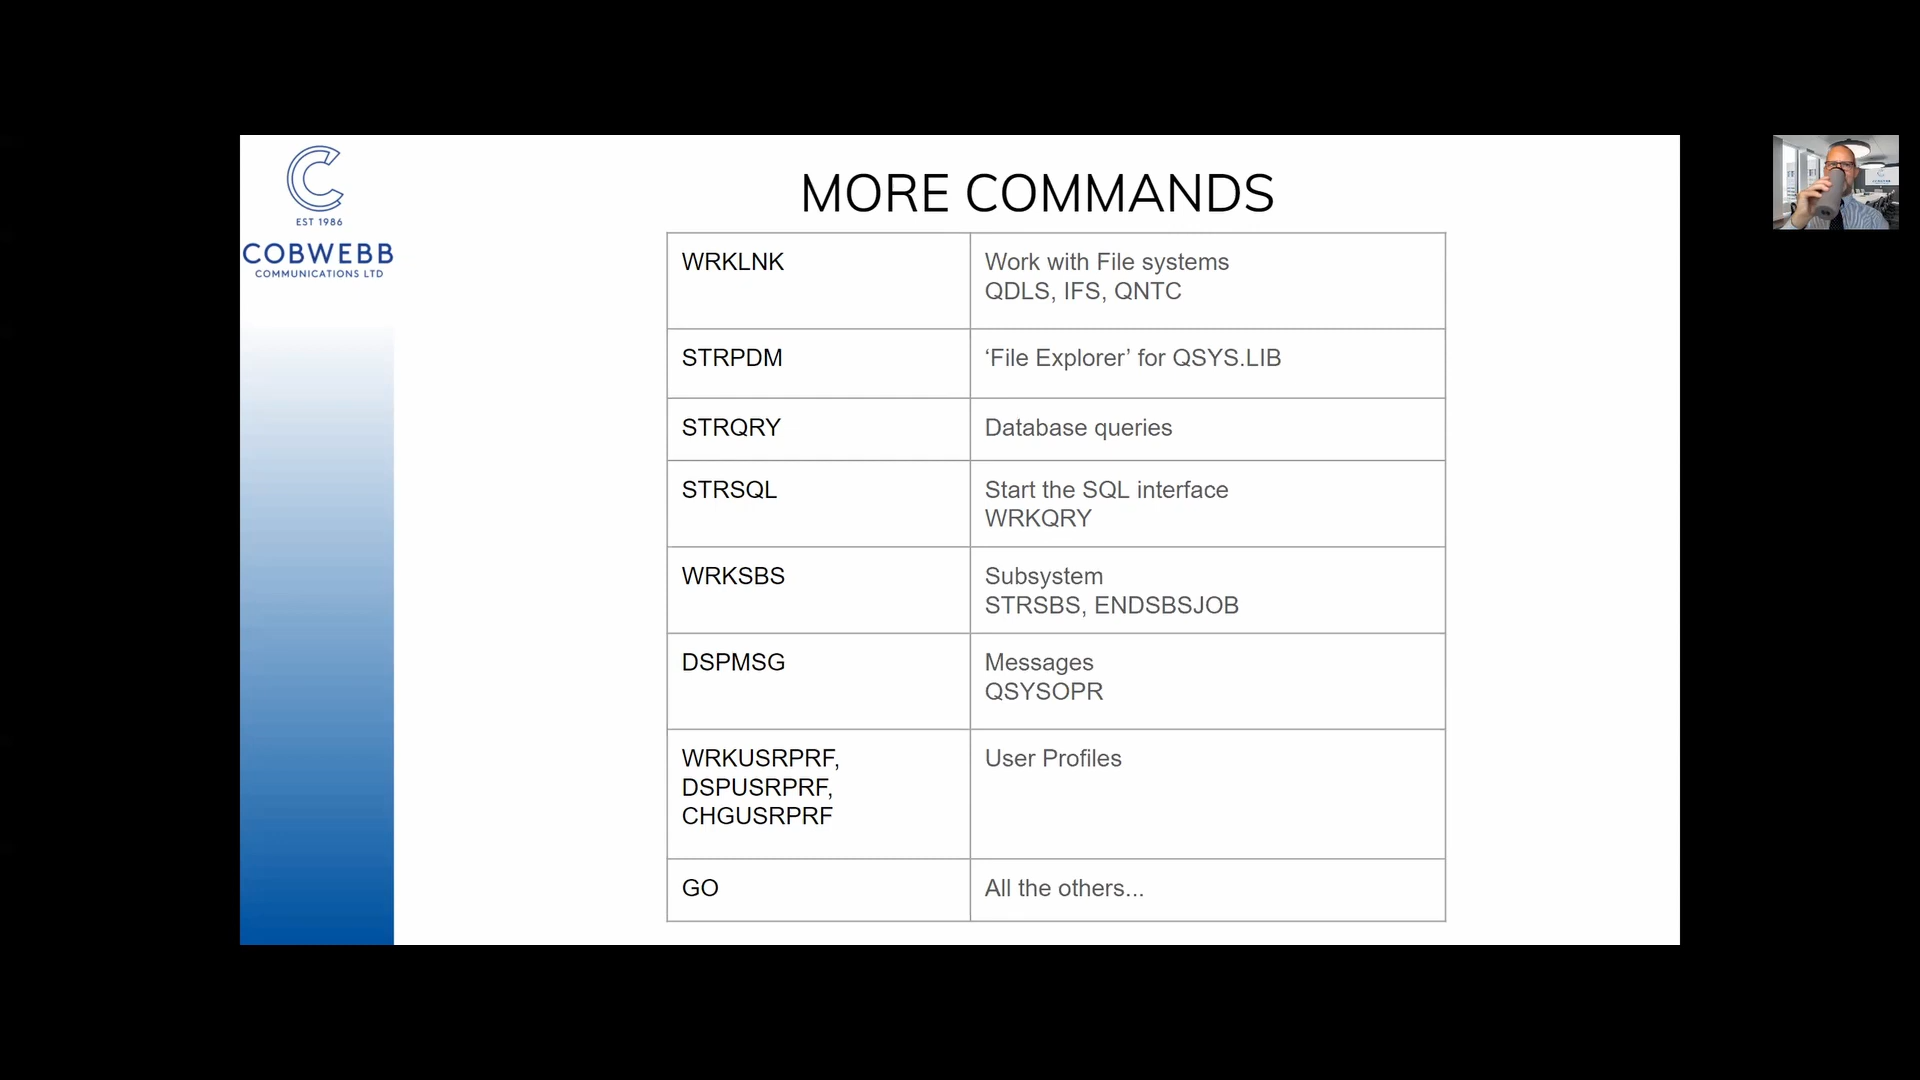 EST 1986
COBWEBB
COMMUNICATIONS LTD
MORE COMMANDS
WRKLNK
Work with File systems
QDLS, IFS, QNTC
STRPDM
‘File Explorer’ for QSYS.LIB
STRQRY
Database queries
STRSQL
Start the SQL interface
WRKQRY
WRKSBS
Subsystem
STRSBS, ENDSBSJOB
DSPMSG
Messages
QSYSOPR
WRKUSRPRF,
DSPUSRPRF,
CHGUSRPRF
User Profiles
GO
All the others...